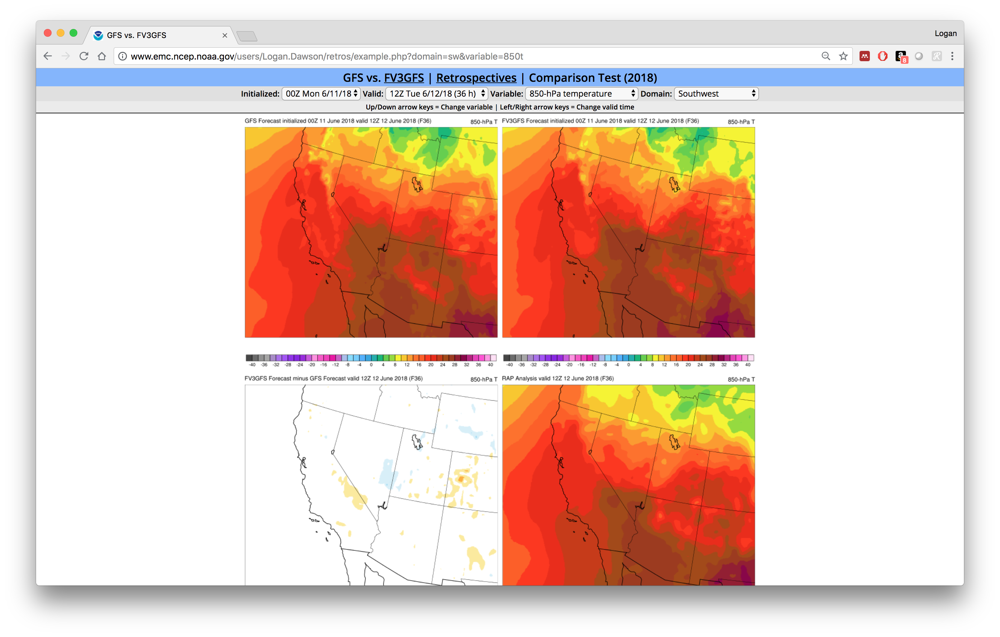 GFS vs. FV3GFS
Logan
www.emc.ncep.noaa.gov/users/Logan.Dawson/retros/example.php?domain=sw&variable=850t
8
GFS vs. FV3GFS | Retrospectives | Comparison Test (2018)
Initialized: 00Z Mon 6/11/18 Valid: 12Z Tue 6/12/18 (36 h) Variable: 850-hPa temperature Domain: Southwest
Up/Down arrow keys = Change variable | Left/Right arrow keys = Change valid time
GFS Forecast initialized 00Z 11 June 2018 valid 12Z 12 June 2018 (F36) 850-hPa T
FV3GFS Forecast initialized 00Z 11 June 2018 valid 12Z 12 June 2018 (F36) 850-hPa T
-40 -36 -32 -28 -24 -20 -16 -12 -8 -4 0 4 8 12 16 20 24 28 32 36 40
-40 -36 -32 -28 -24 -20 -16 -12 -8 -4 0 4 8 12 16 20 24 28 32 36 40
FV3GFS Forecast minus GFS Forecast valid 12Z 12 June 2018 (F36) 850-hPa T
RAP Analysis valid 12Z 12 June 2018 (F36) 850-hPa T